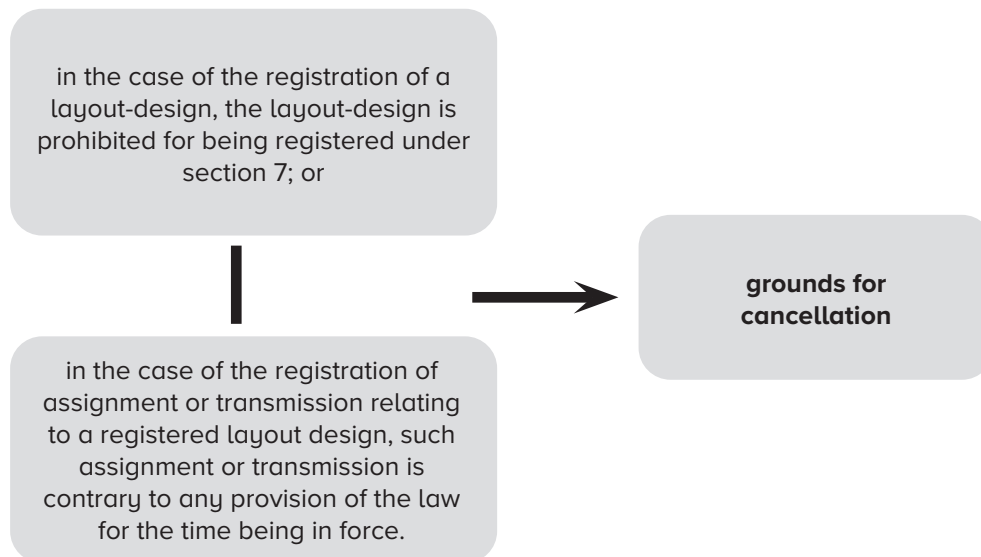 in the case of the registration of a
layout-design, the layout-design is
prohibited for being registered under
section 7; or
grounds for
cancellation
in the case of the registration of
assignment or transmission relating
to a registered layout design, such
assignment or transmission is
contrary to any provision of the law
for the time being in force.